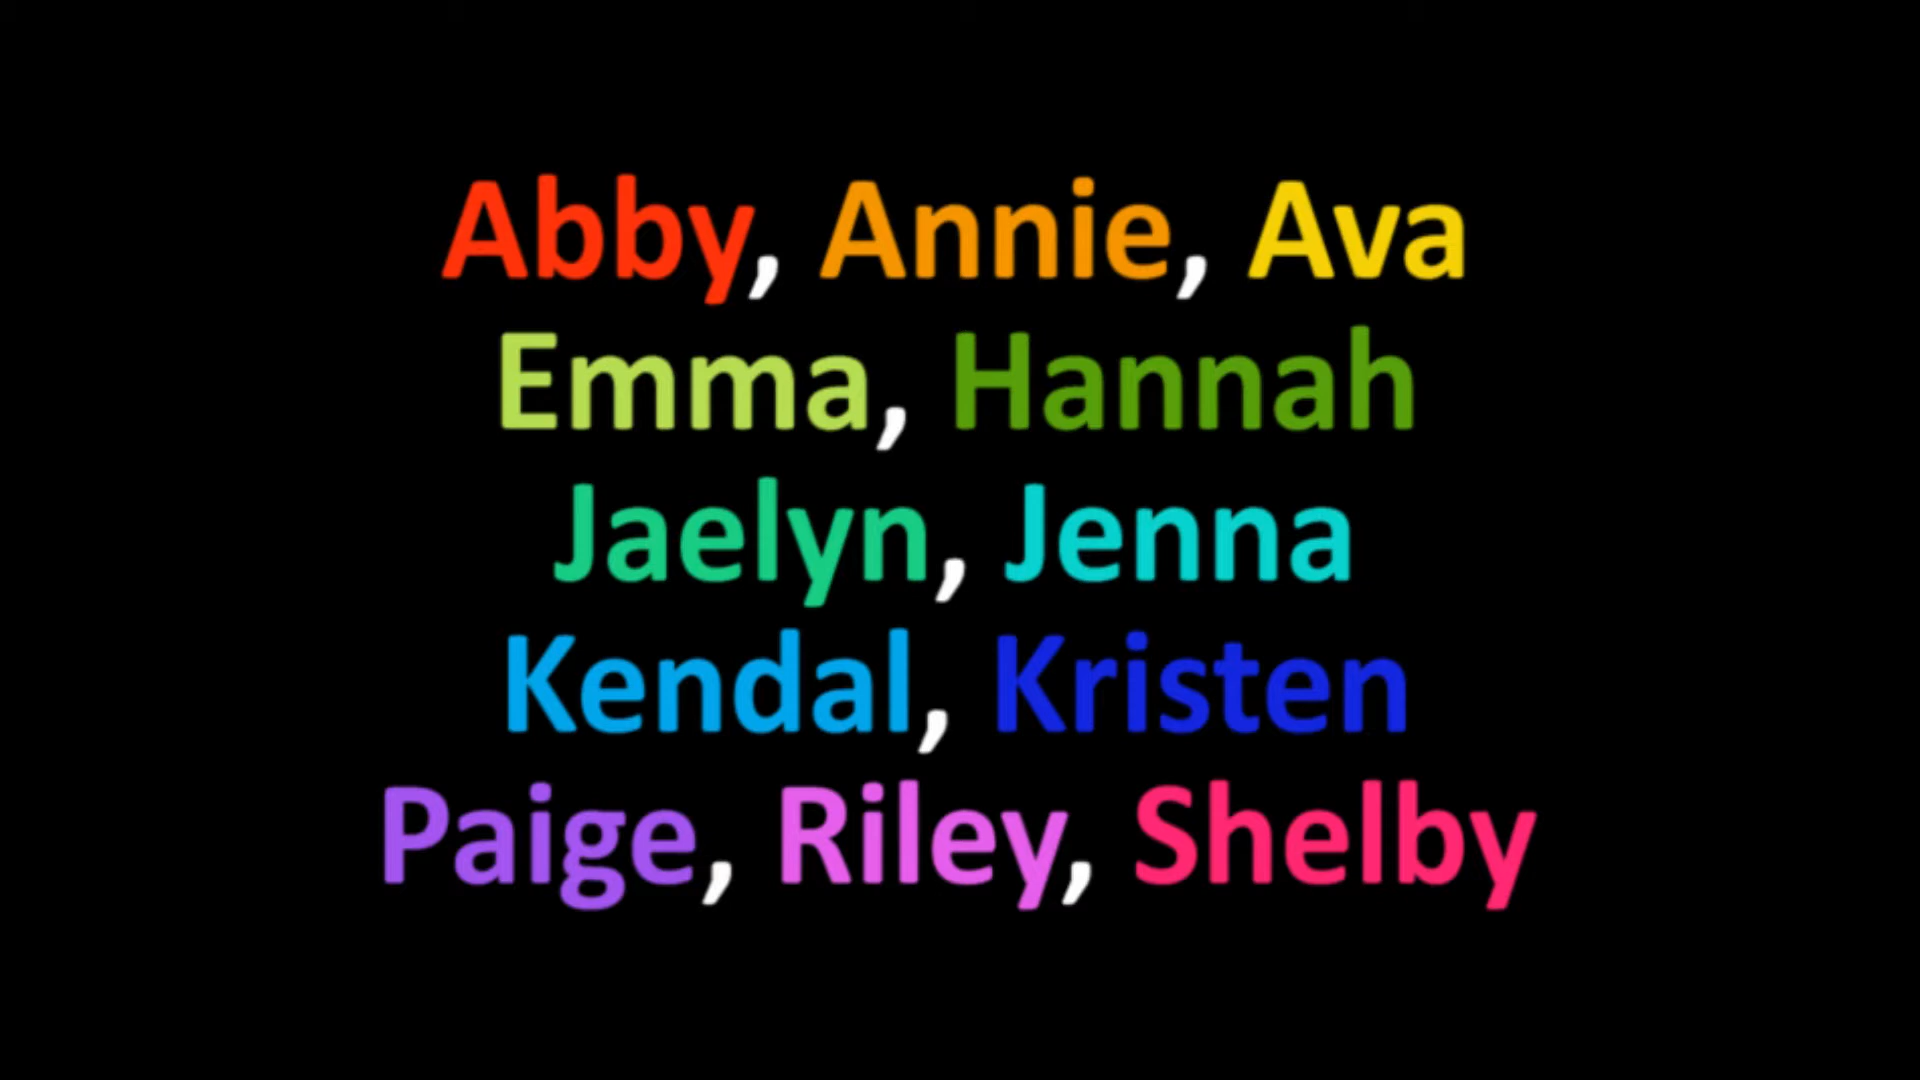 Abby, Annie, Ava
Emma, Hannah
Jaelyn, Jenna
Kendal, Kristen
Paige, Riley, Shelby